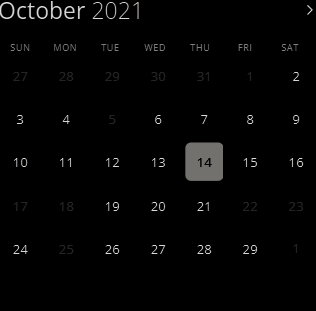 October 2021
SUN MON TUE WED THU FRI SAT
27 28 29 30 31 1 2
3 4 5 6 7 8 9
10 11 12 13 14 15 16
17 18 19 20 21 22 23
24 25 26 27 28 29 1